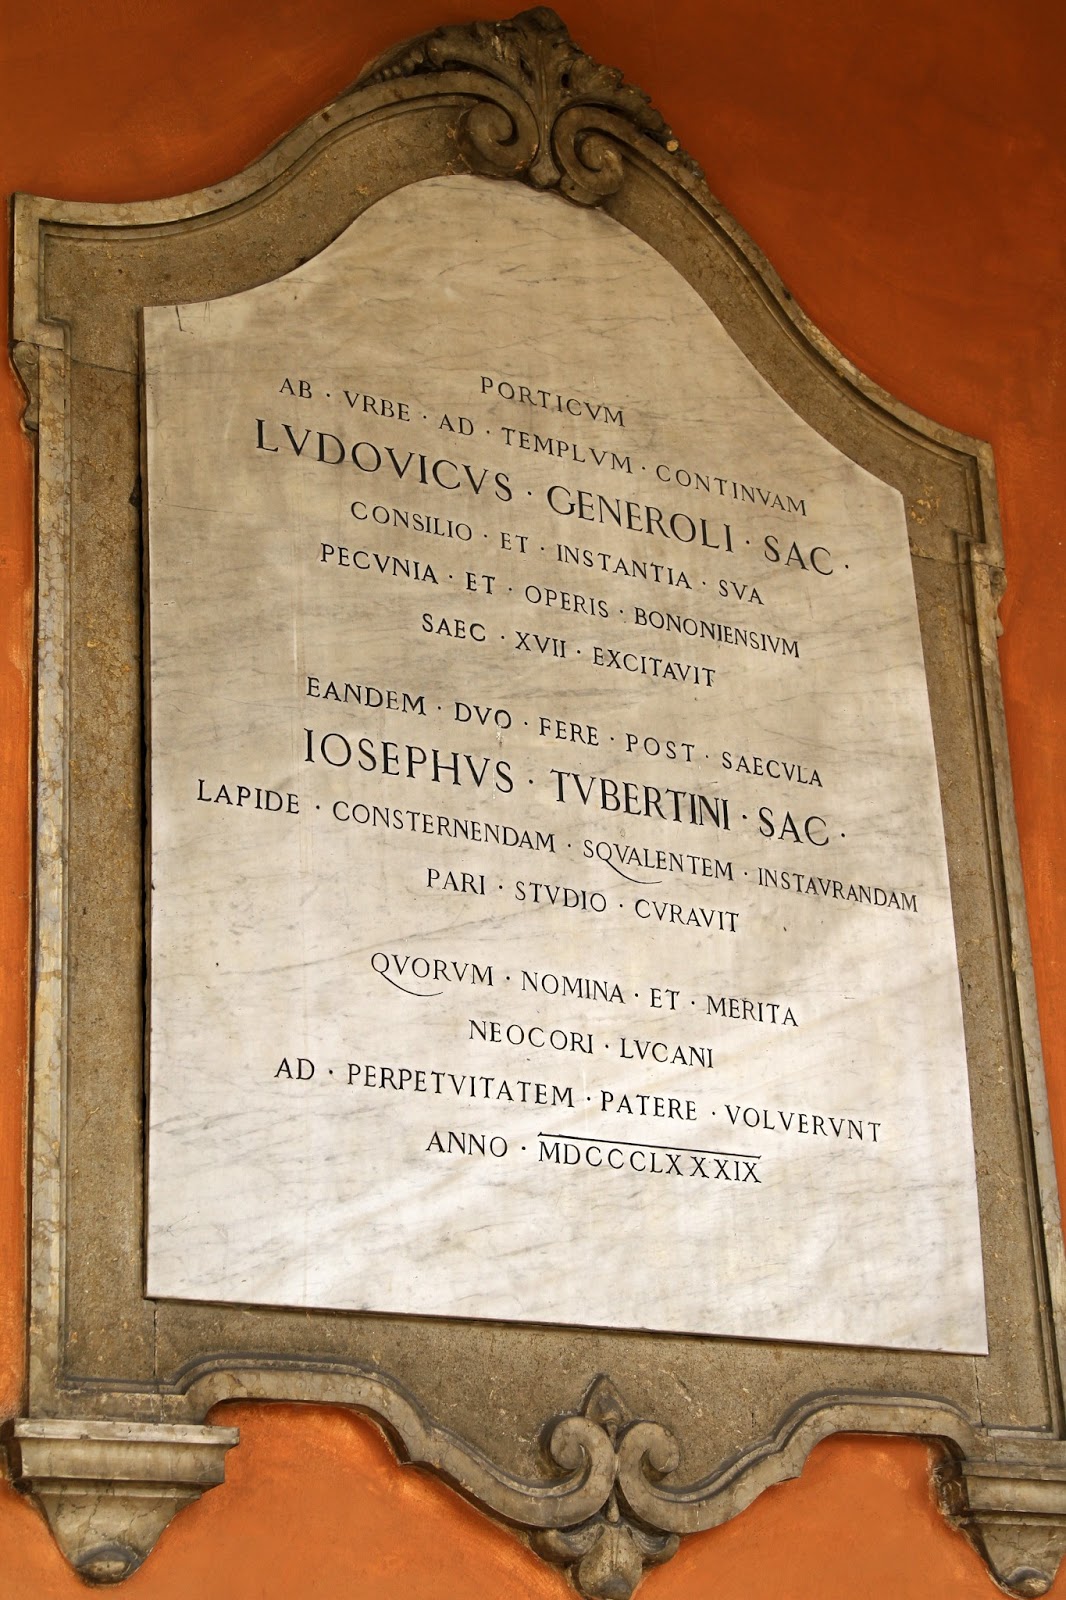 PORTICVM
AB · VRBE · AD · TEMPLVM · CONTINVAM
LVDOVICVS · GENEROLI · SAC ·
CONSILIO · ET · INSTANTIA · SVA
PECVNIA · ET · OPERIS · BONONIENSIVM
SAEC · XVII · EXCITAVIT
EANDEM · DVO · FERE · POST · SAECVLA
IOSEPHVS · TVBERTINI · SAC ·
LAPIDE · CONSTERNENDAM · SQVALENTEM · INSTAVRANDAM
PARI · STVDIO · CVRAVIT
QVORVM · NOMINA · ET · MERITA
NEOCORI · LVCANI
AD · PERPETVITATEM · PATERE · VOLVERVNT
ANNO · MDCCCLXXXIX